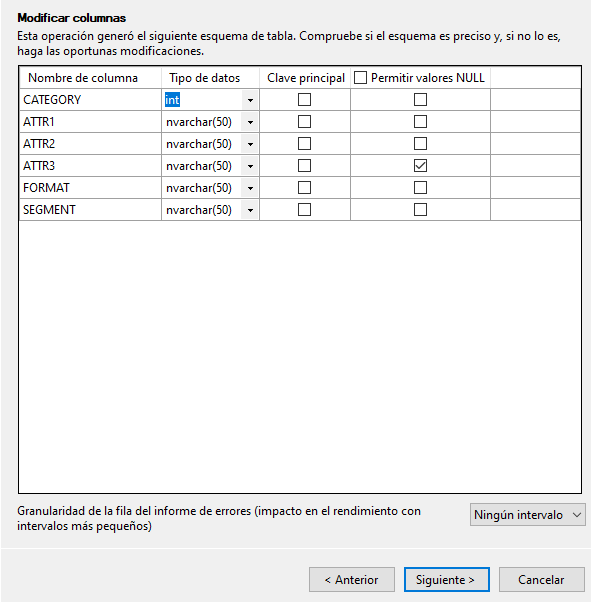 Modificar columnas
Esta operación generó el siguiente esquema de tabla. Compruebe si el esquema es preciso y, si no lo es,
haga las oportunas modificaciones.
Nombre de columna Tipo de datos Clave principal Permitir valores NULL
CATEGORY int
ATTR1 nvarchar(50)
ATTR2 nvarchar(50)
ATTR3 nvarchar(50)
FORMAT nvarchar(50)
SEGMENT nvarchar(50)
Granularidad de la fila del informe de errores (impacto en el rendimiento con
intervalos más pequeños)
Ningún intervalo
< Anterior Siguiente > Cancelar